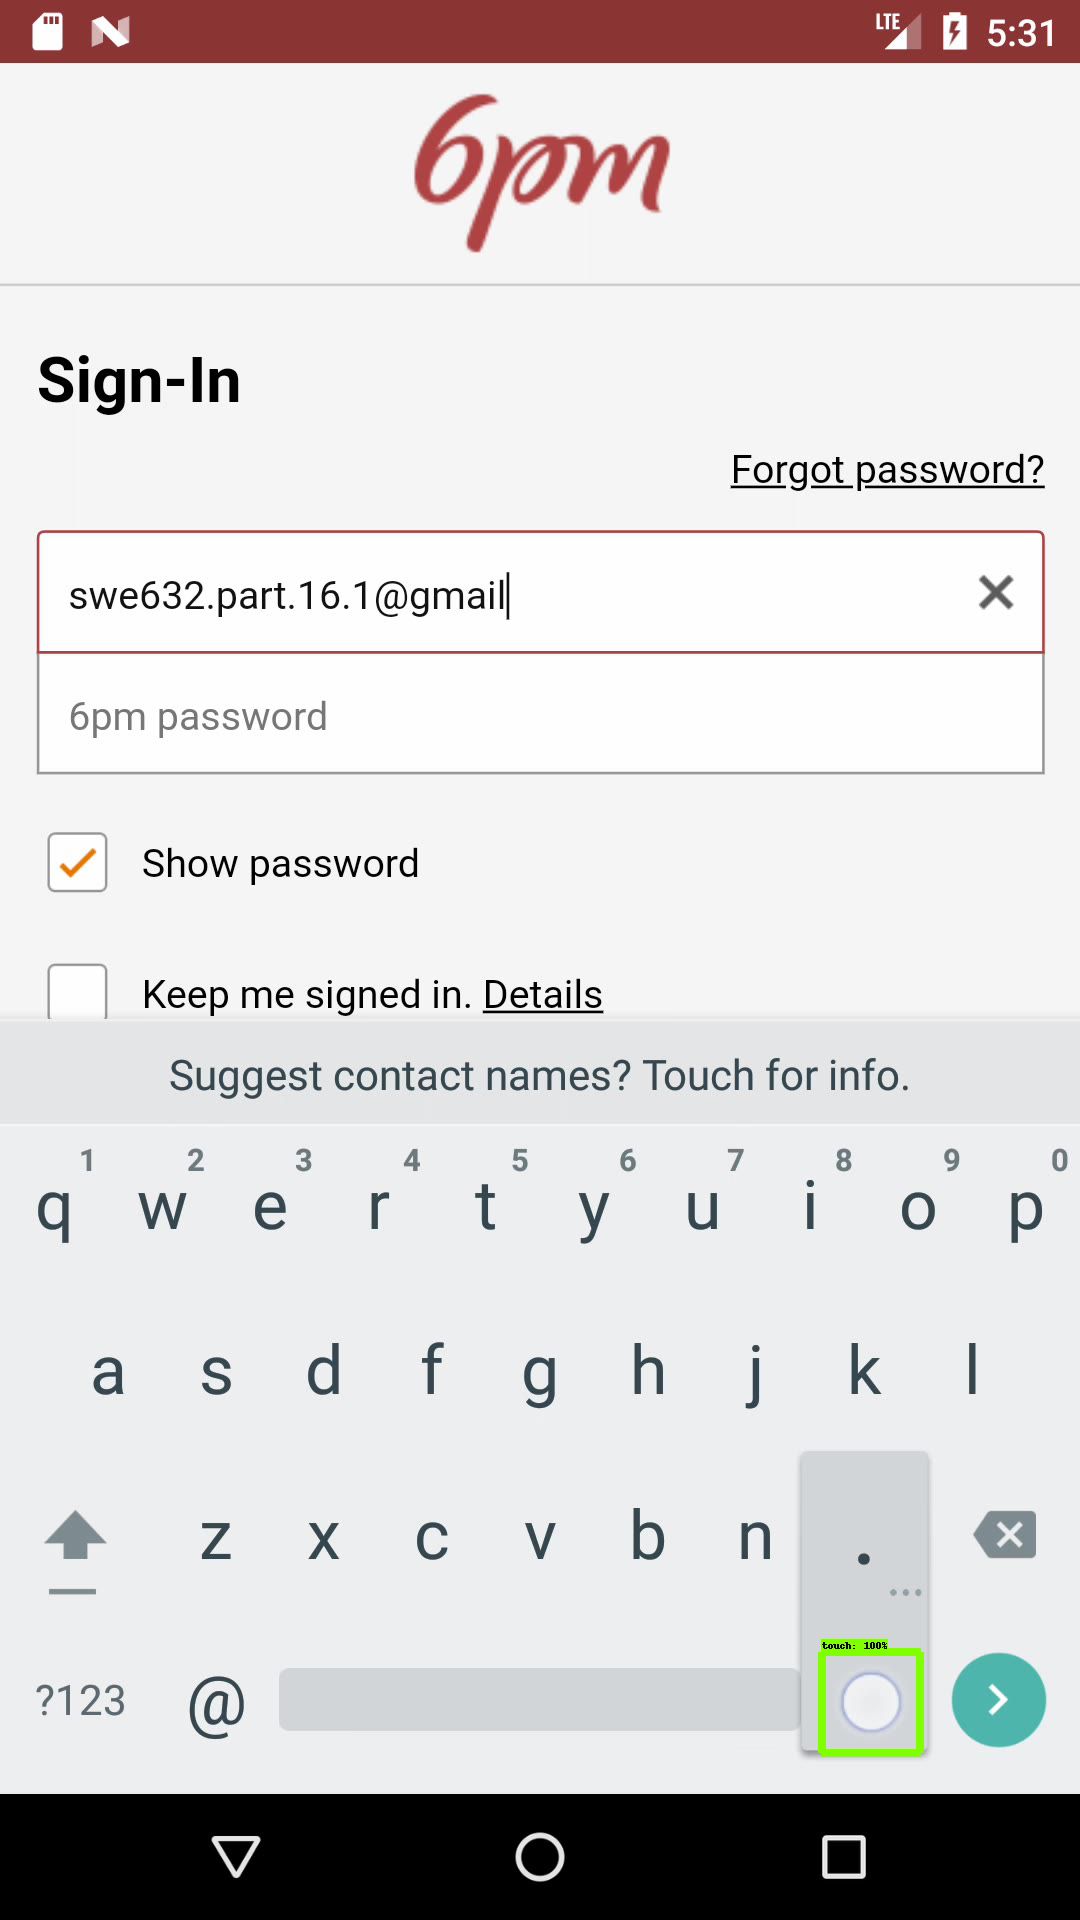 LTE 5:31
6pm
Sign-In
Forgot password?
swe632.part.16.1@gmail
6pm password
Show password
Keep me signed in. Details
Suggest contact names? Touch for info.
1 2 3 4 5 6 7 8 9 0
q w e r t y u i o p
a s d f g h j k l
z x c v b n .
...
touch: 100%
?123 @